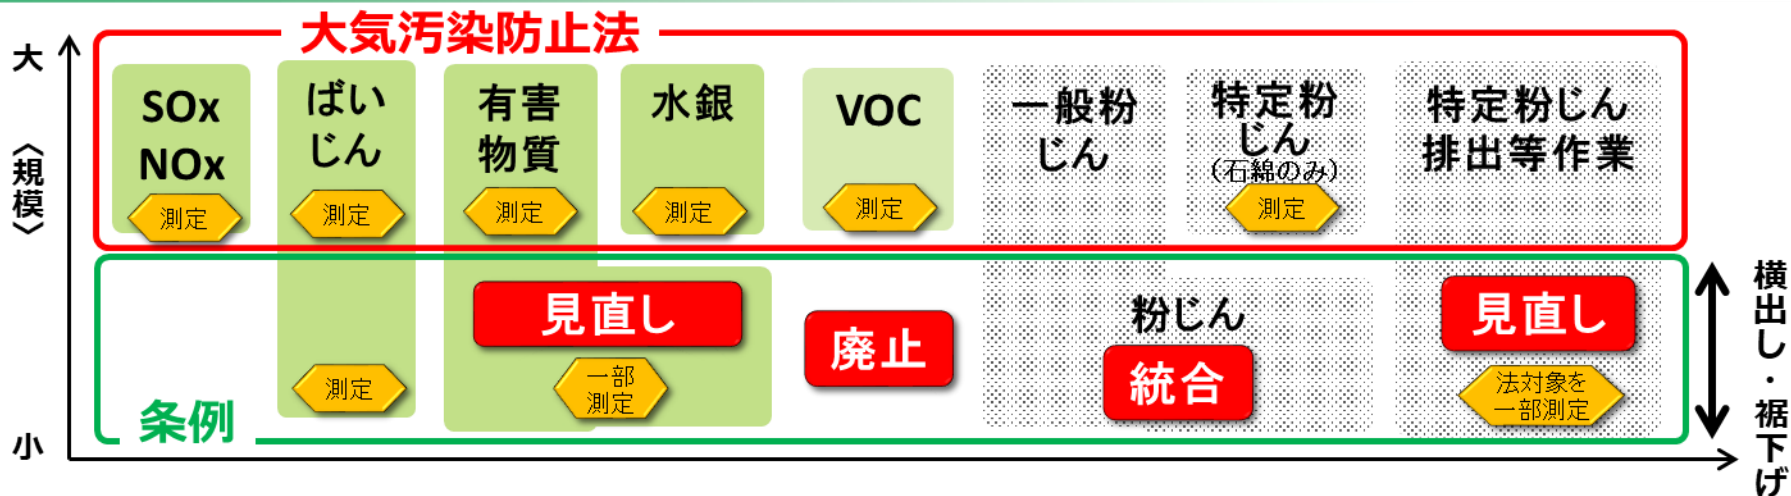 大気汚染防止法
大
〈規模〉
小
SOx
NOx
測定
ばい
じん
測定
有害
物質
測定
水銀
測定
VOC
測定
一般粉
じん
特定粉
じん
(石綿のみ)
測定
特定粉じん
排出等作業
条例
測定
見直し
一部
測定
廃止
粉じん
統合
見直し
法対象を
一部測定
横出し・裾下げ